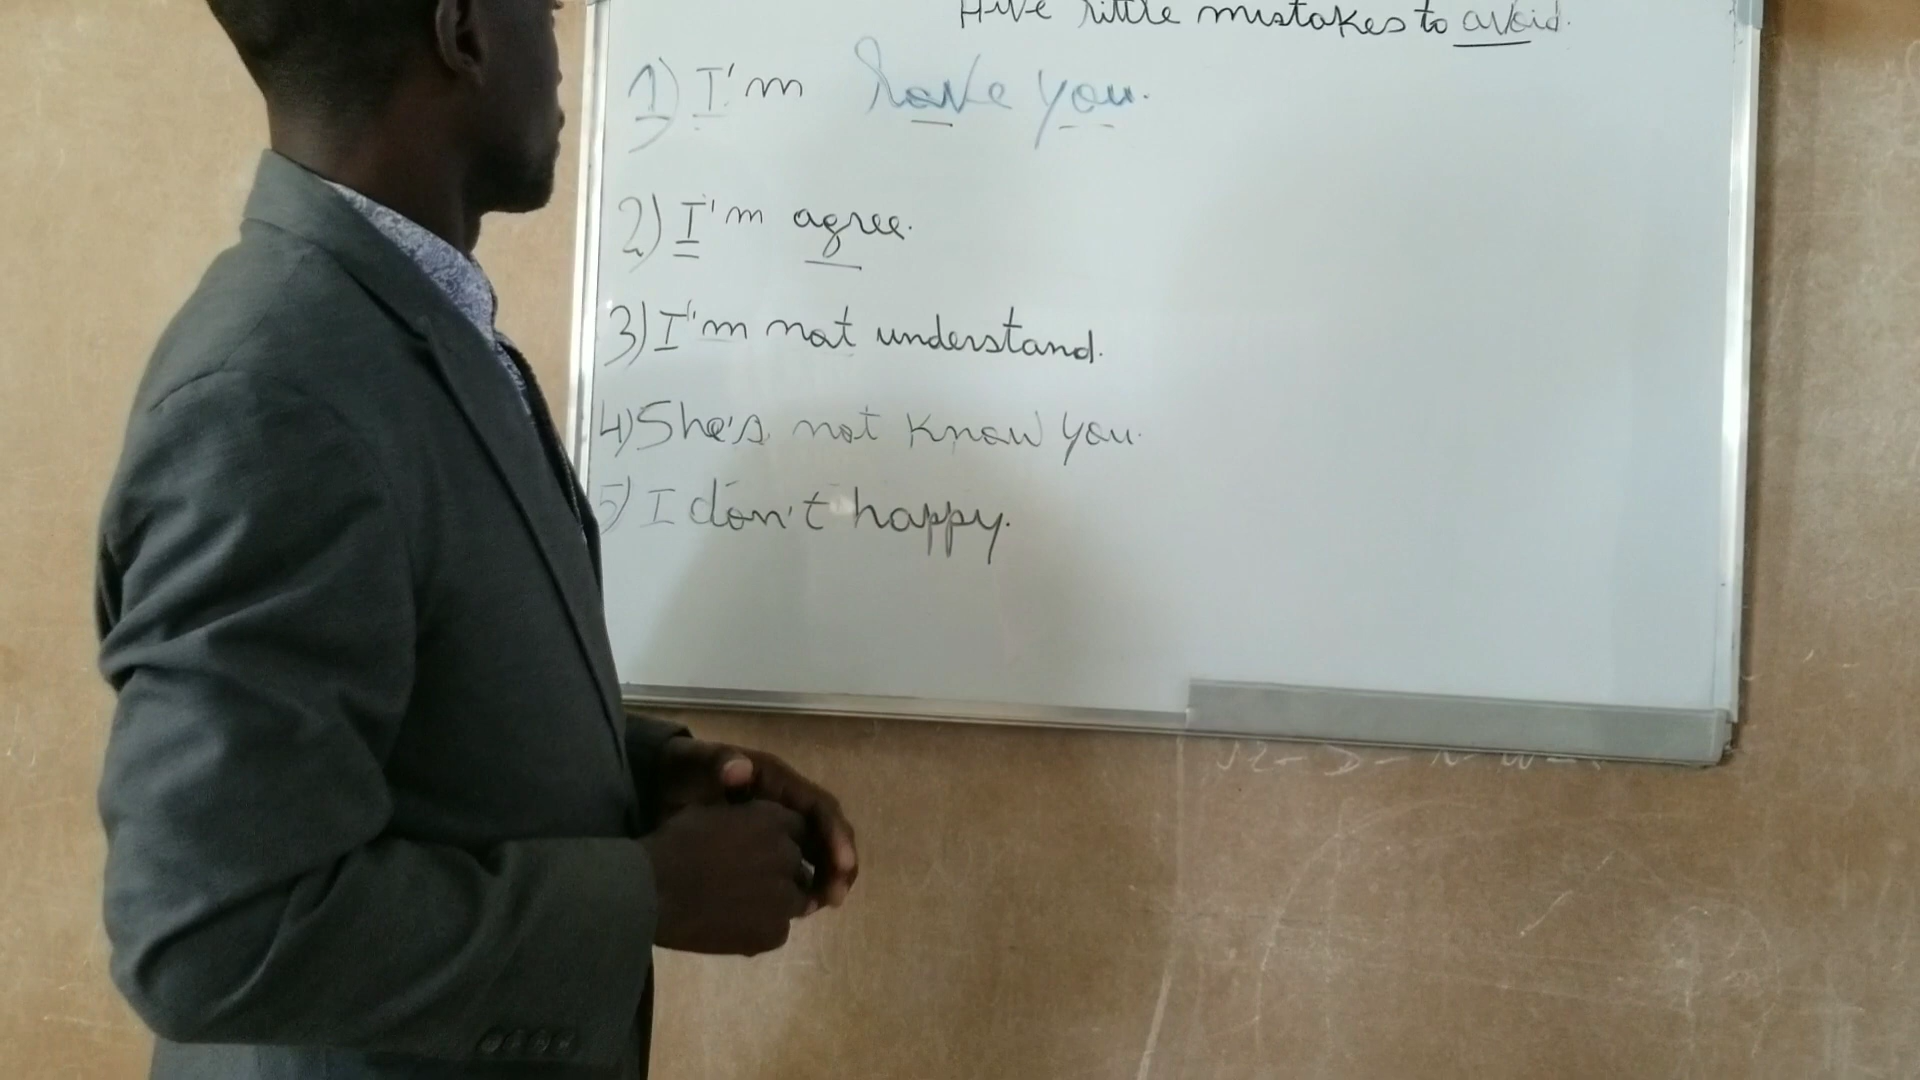 Five little mistakes to avoid.
1) I'm have you.
2) I'm agree.
3) I'm not understand.
4) She's not know you.
5) I don't happy.